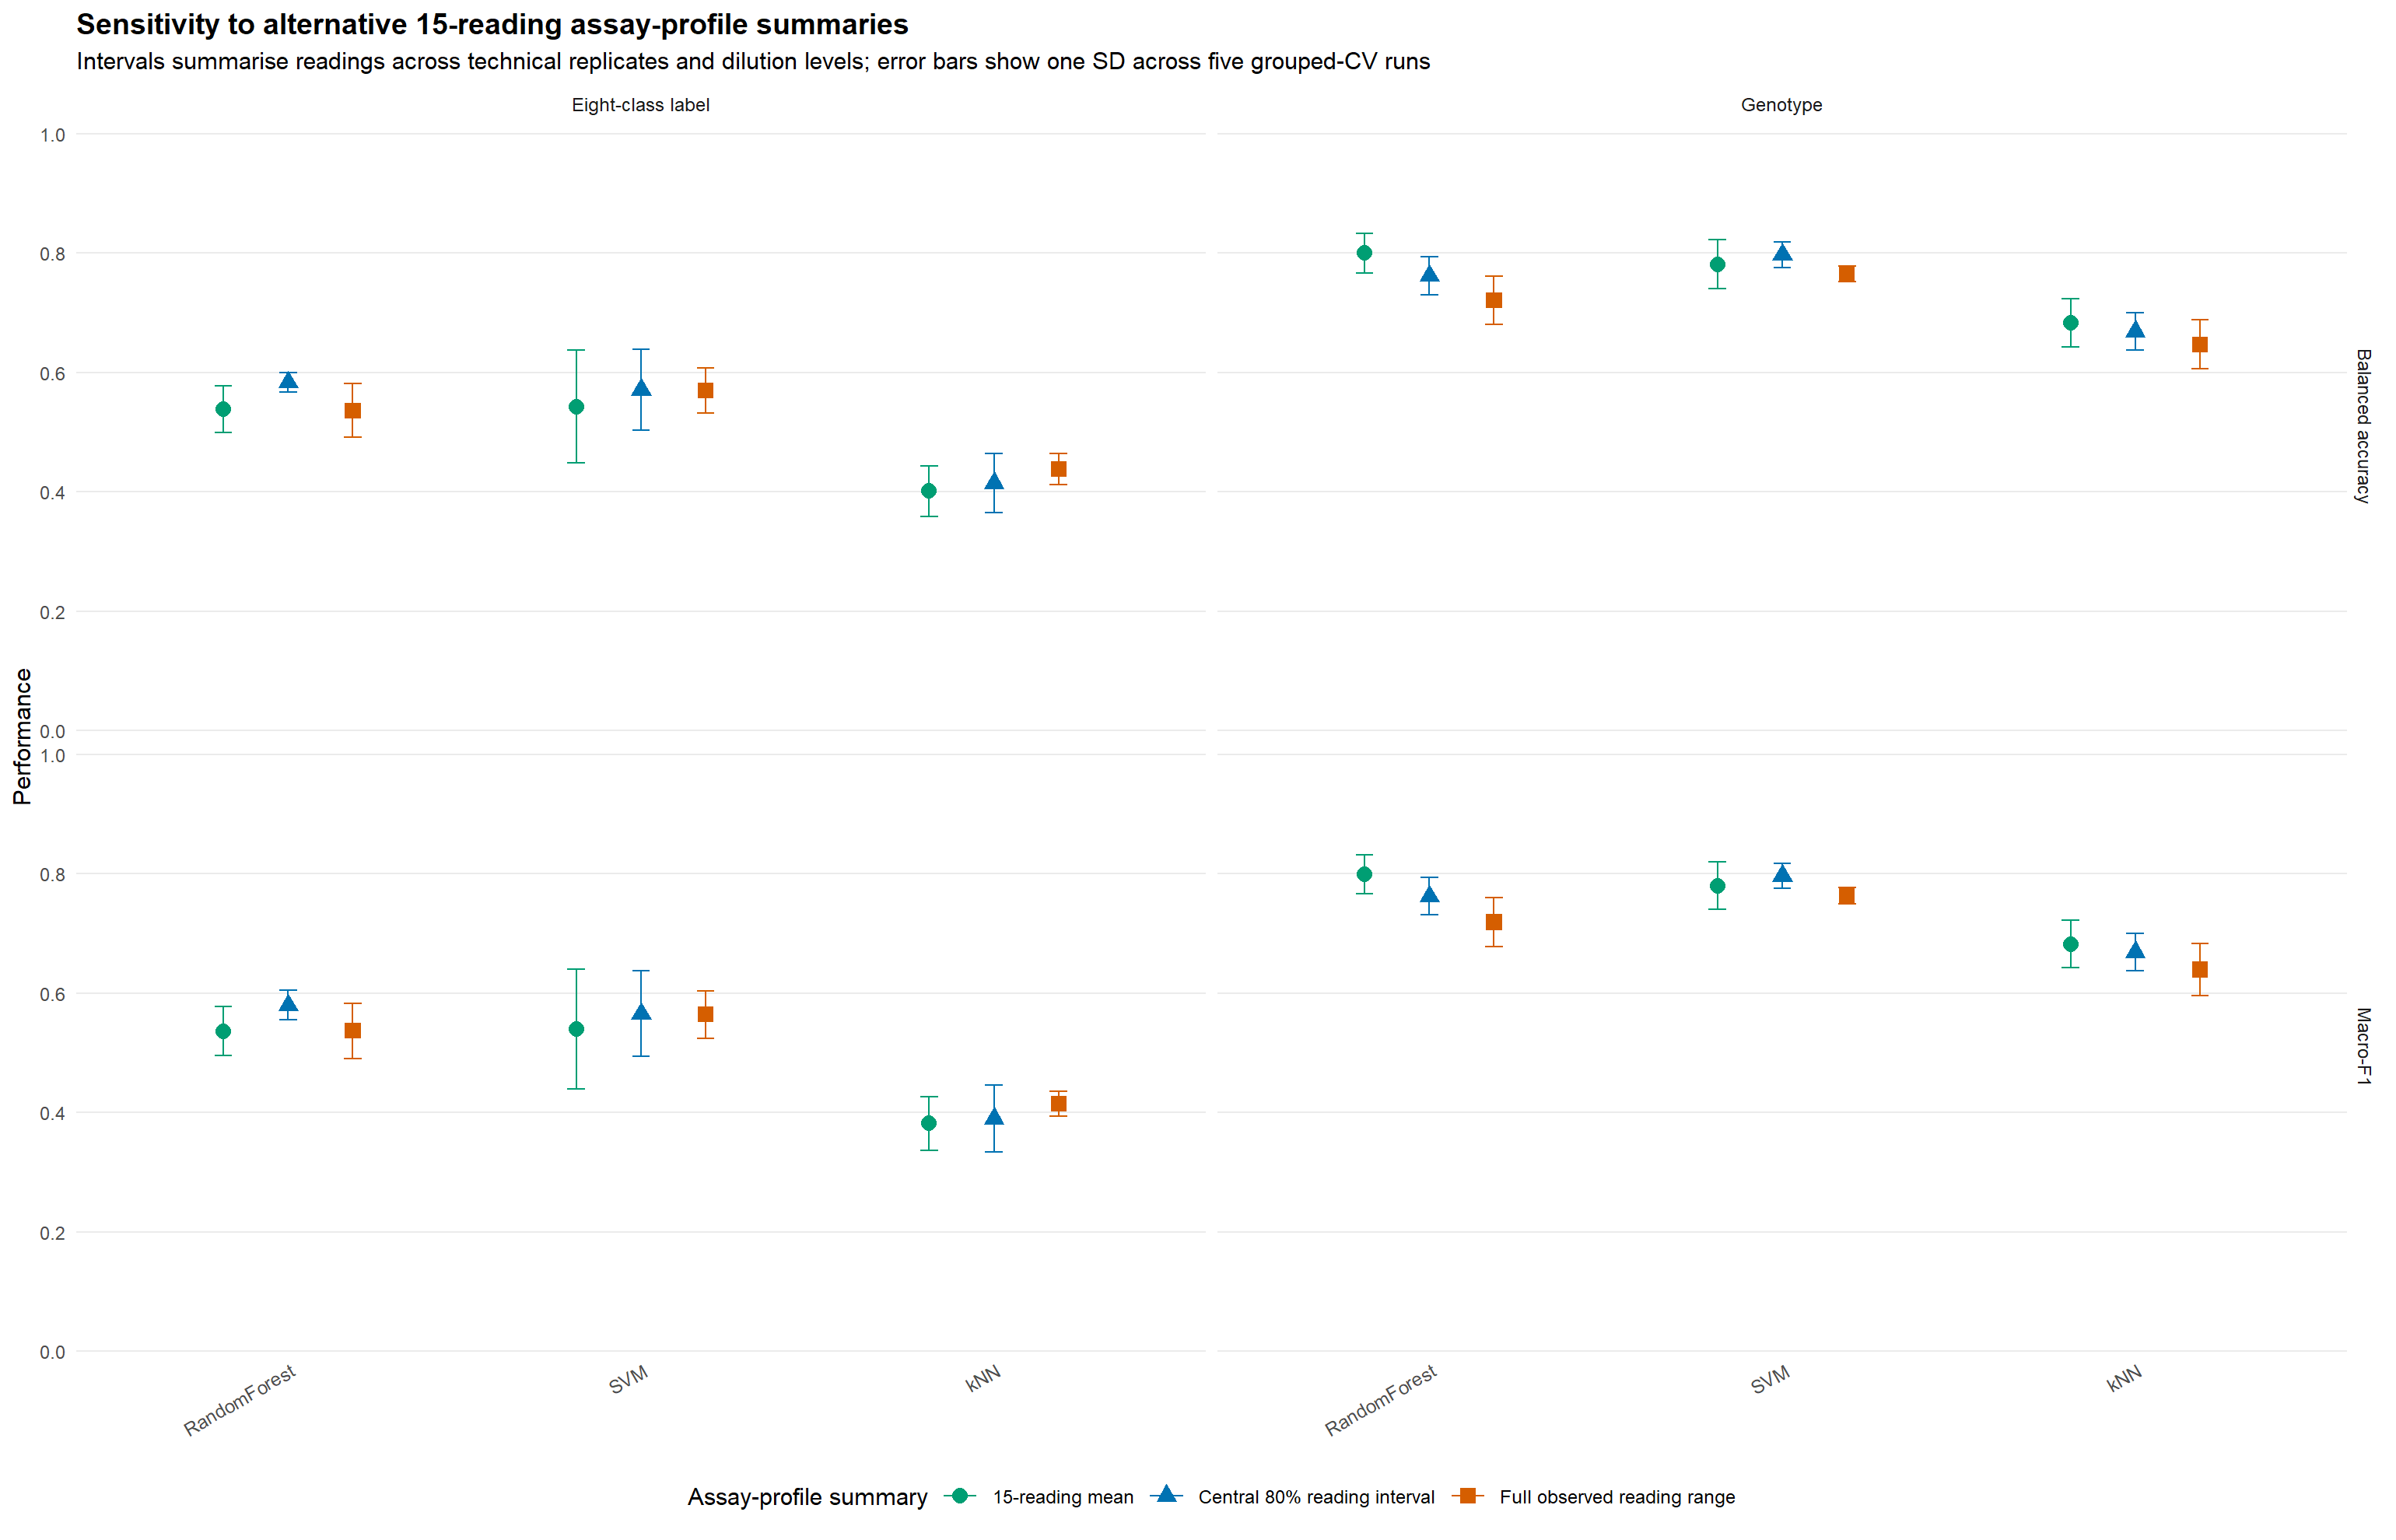 Sensitivity to alternative 15-reading assay-profile summaries
Intervals summarise readings across technical replicates and dilution levels; error bars show one SD across five grouped-CV runs
Eight-class label
Genotype
1.0
0.8
0.6
0.4
0.2
0.0
Balanced accuracy
Performance
1.0
0.8
0.6
0.4
0.2
0.0
Macro-F1
RandomForest
SVM
kNN
RandomForest
SVM
kNN
Assay-profile summary
15-reading mean
Central 80% reading interval
Full observed reading range